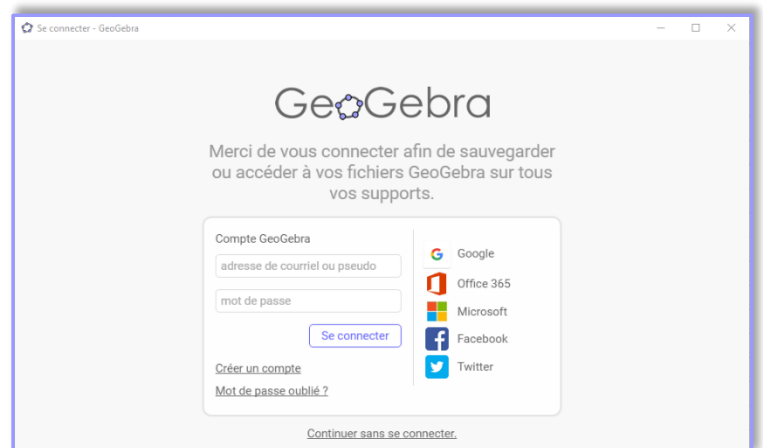 Se connecter - GeoGebra
GeoGebra
Merci de vous connecter afin de sauvegarder
ou accéder à vos fichiers GeoGebra sur tous
vos supports.
Compte GeoGebra
adresse de courriel ou pseudo
mot de passe
Se connecter
Créer un compte
Mot de passe oublié ?
Google
Office 365
Microsoft
Facebook
Twitter
Continuer sans se connecter.